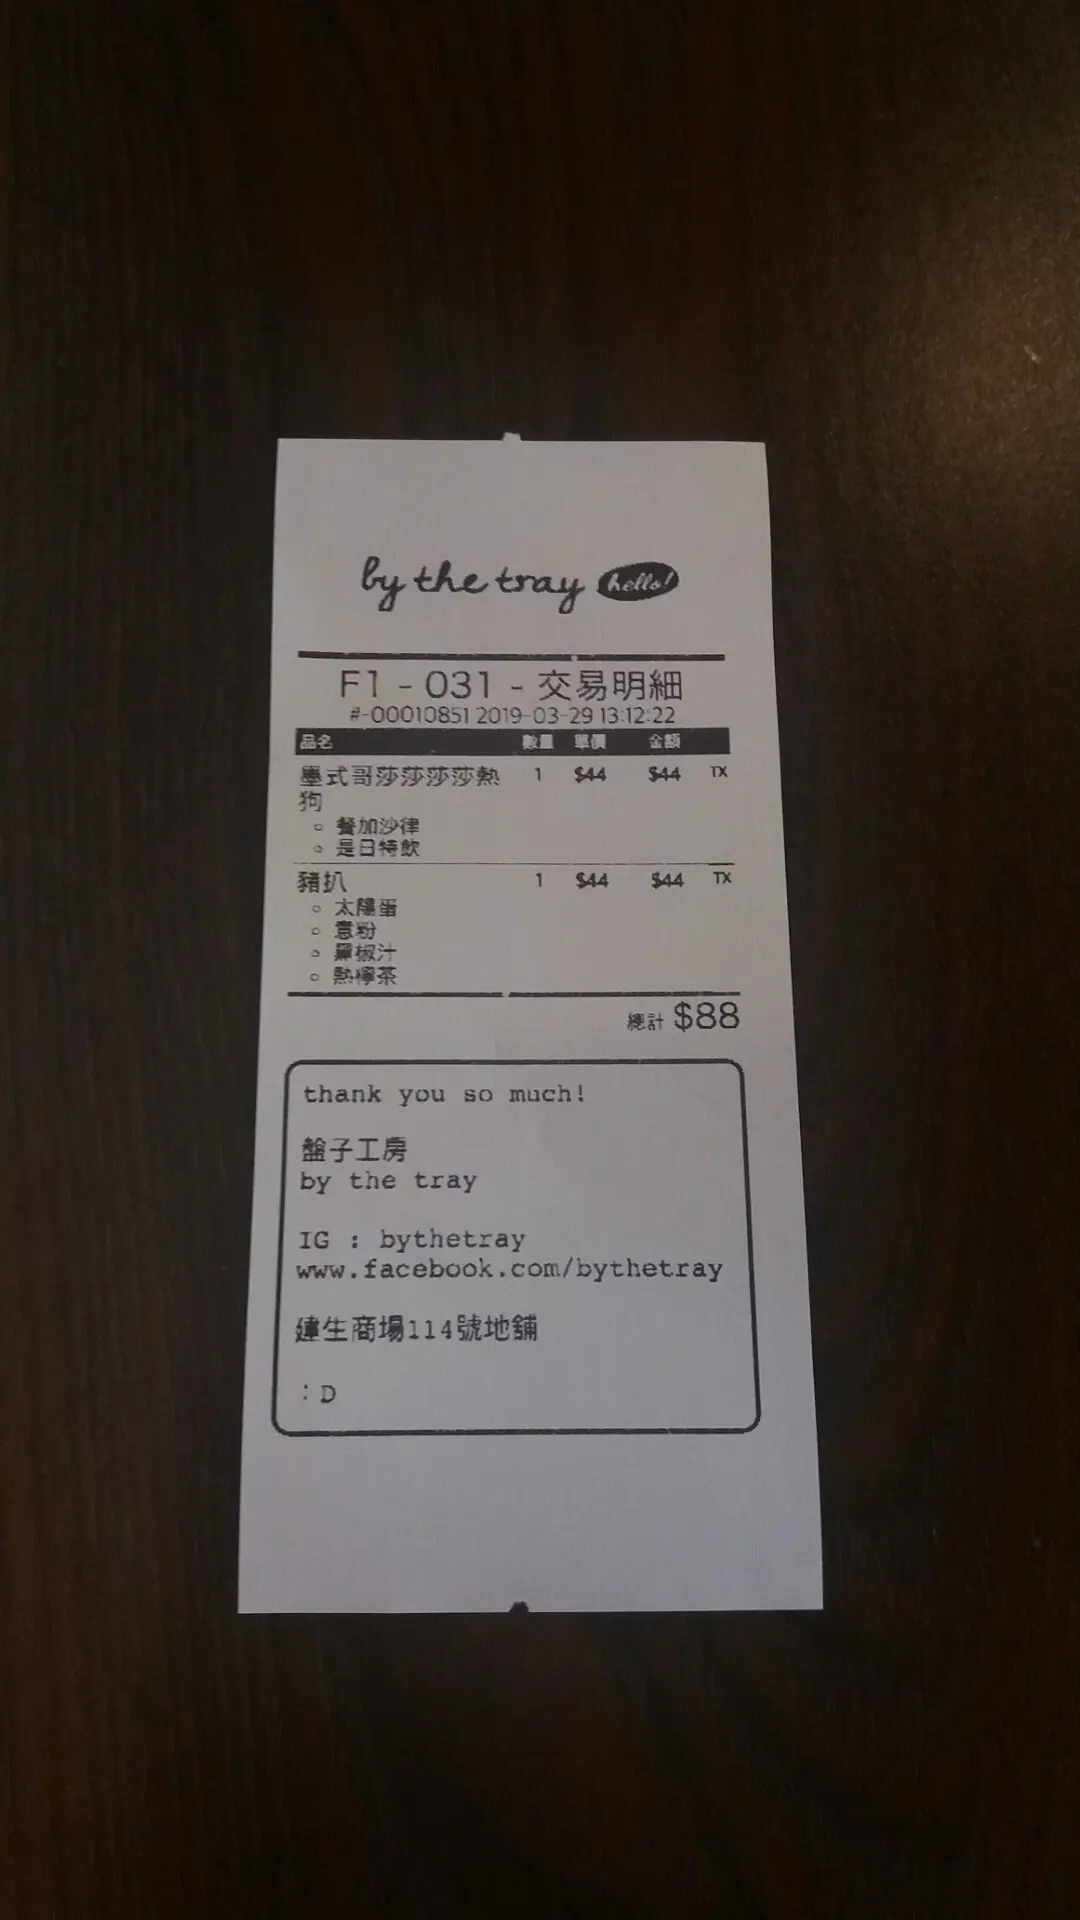 by the tray hello!
F1 - 031 - 交易明細
#-00010851 2019-03-29 13:12:22
品名 數量 單價 金額
墨式哥莎莎莎莎熱 1 $44 $44 TX
狗
○ 餐加沙律
○ 是日特飲
豬扒 1 $44 $44 TX
○ 太陽蛋
○ 意粉
○ 黑椒汁
○ 熱檸茶
總計 $88
thank you so much!
盤子工房
by the tray
IG : bythetray
www.facebook.com/bythetray
建生商場114號地舖
:D